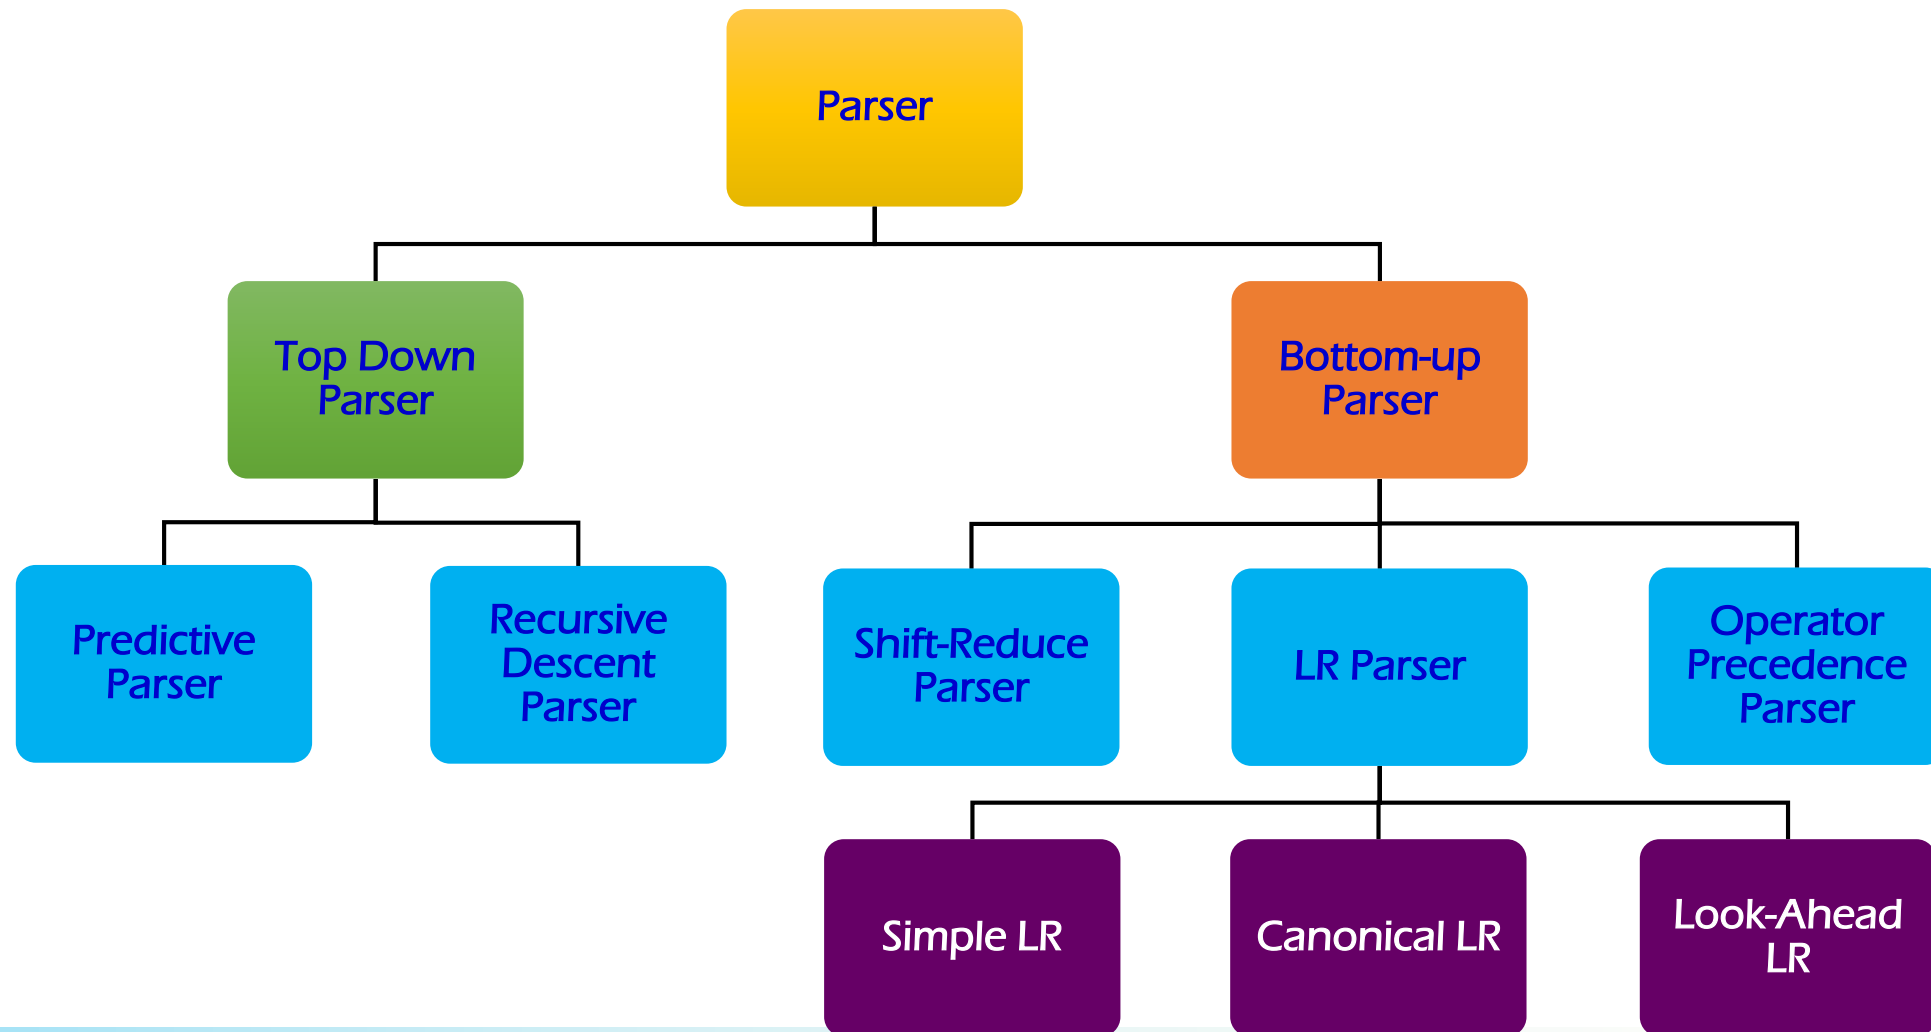 Parser
Top Down
Parser
Bottom-up
Parser
Predictive
Parser
Recursive
Descent
Parser
Shift-Reduce
Parser
LR Parser
Operator
Precedence
Parser
Simple LR
Canonical LR
Look-Ahead
LR